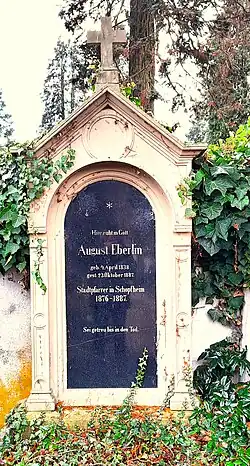 Hier ruht in Gott
August Eberlin
geb. 9. April 1838
gest. 23. Oktober 1887.
Stadtpfarrer in Schopfheim
1876-1887.
Sei getreu bis in den Tod.